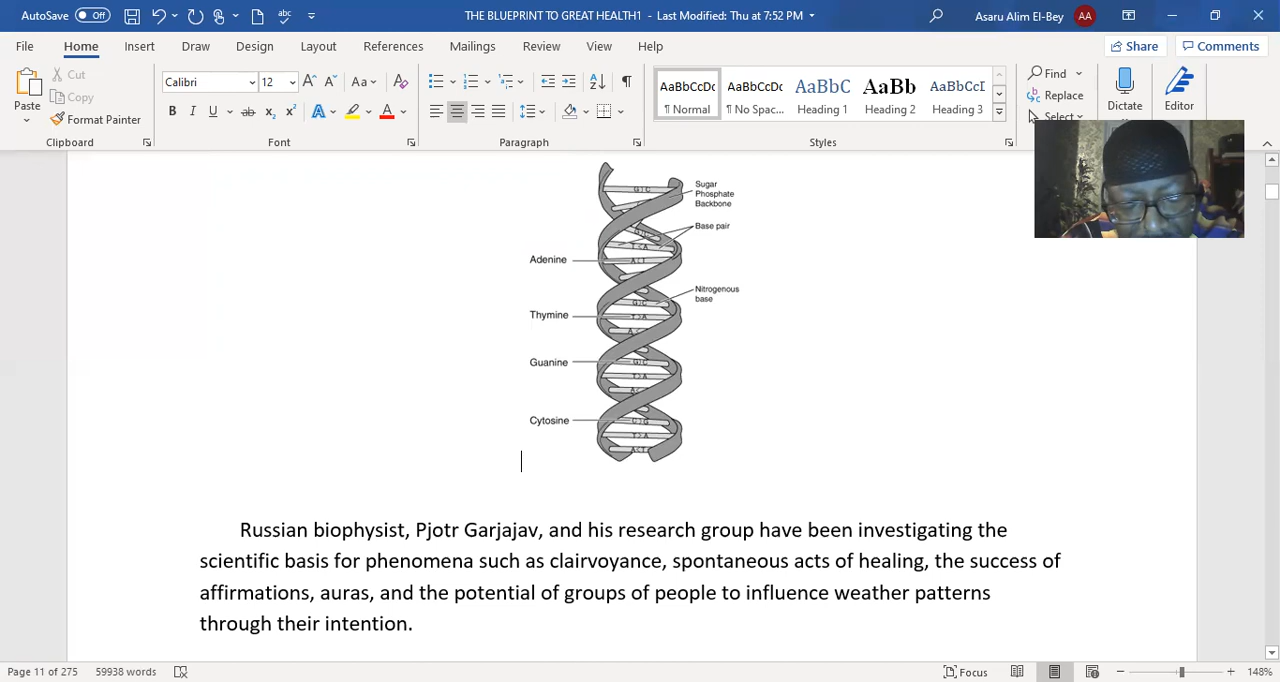 AutoSave Off THE BLUEPRINT TO GREAT HEALTH1 - Last Modified: Thu at 7:52 PM Asaru Alim El-Bey AA
File Home Insert Draw Design Layout References Mailings Review View Help Share Comments
Paste Cut Copy Format Painter
Calibri 12
AaBbCcDc AaBbCcDc AaBbC AaBb AaBbCcI
¶ Normal ¶ No Spac... Heading 1 Heading 2 Heading 3
Find Replace Select Dictate Editor
Clipboard Font Paragraph Styles
Sugar
Phosphate
Backbone
Base pair
Adenine
Nitrogenous
base
Thymine
Guanine
Cytosine
Russian biophysist, Pjotr Garjajav, and his research group have been investigating the
scientific basis for phenomena such as clairvoyance, spontaneous acts of healing, the success of
affirmations, auras, and the potential of groups of people to influence weather patterns
through their intention.
Page 11 of 275 59938 words Focus 148%